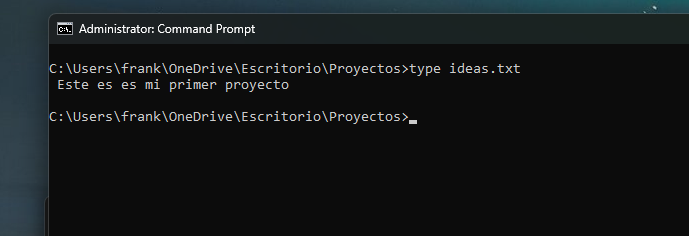 Administrator: Command Prompt
C:\Users\frank\OneDrive\Escritorio\Proyectos>type ideas.txt
Este es es mi primer proyecto
C:\Users\frank\OneDrive\Escritorio\Proyectos>